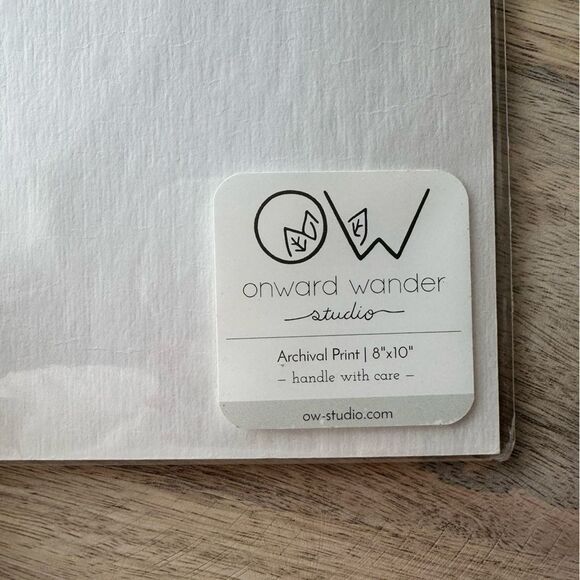 OW
onward wander
studio
Archival Print | 8"x10"
– handle with care –
ow-studio.com